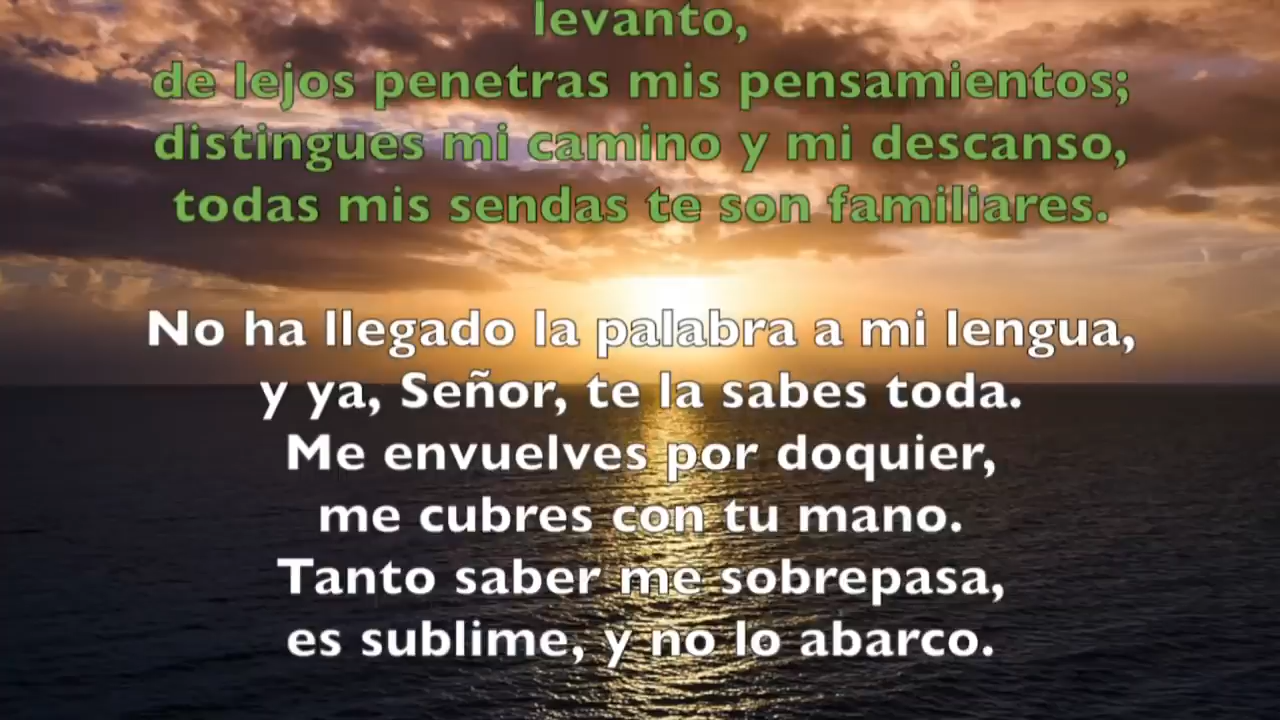 levanto,
de lejos penetras mis pensamientos;
distingues mi camino y mi descanso,
todas mis sendas te son familiares.
No ha llegado la palabra a mi lengua,
y ya, Señor, te la sabes toda.
Me envuelves por doquier,
me cubres con tu mano.
Tanto saber me sobrepasa,
es sublime, y no lo abarco.